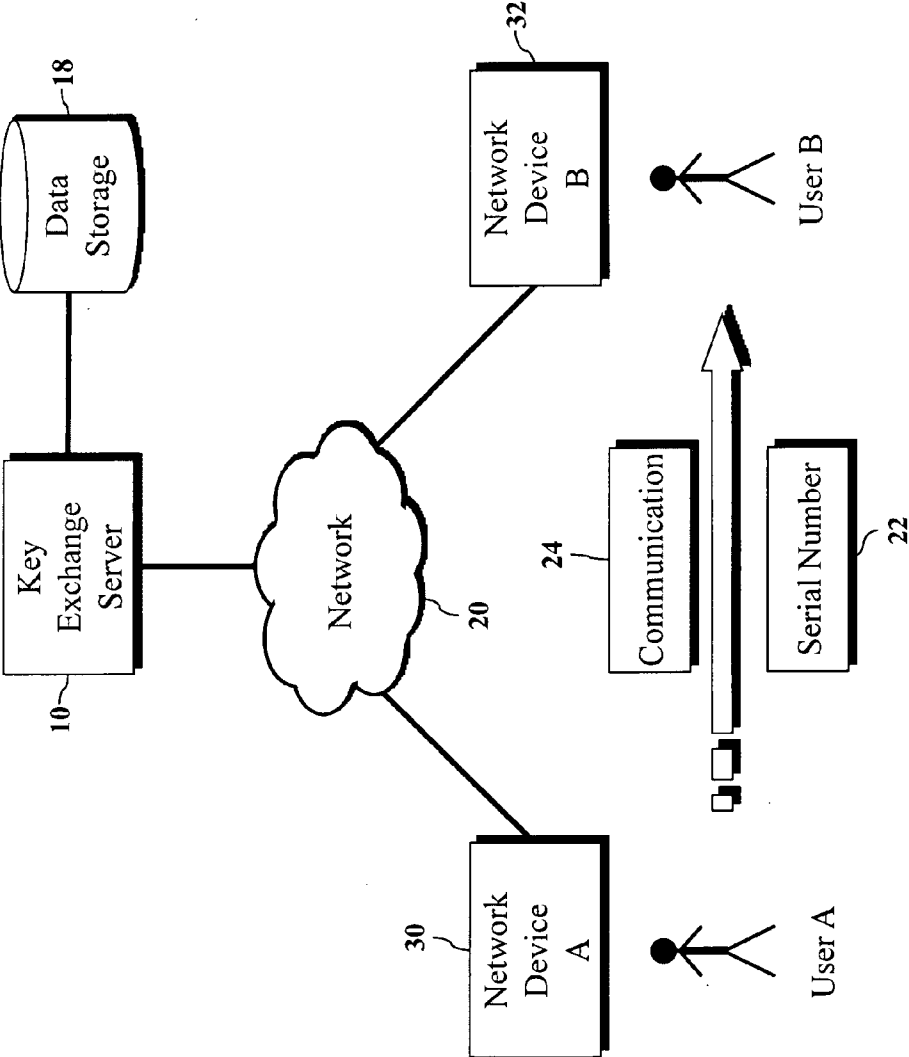 10
Key
Exchange
Server
18
Data
Storage
Network
20
30
Network
Device
A
32
Network
Device
B
24
Communication
Serial Number
22
User A
User B